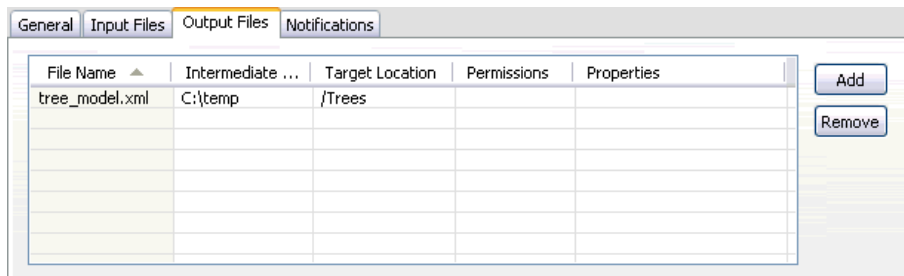 General Input Files Output Files Notifications
File Name Intermediate ... Target Location Permissions Properties
tree_model.xml C:\temp /Trees
Add
Remove